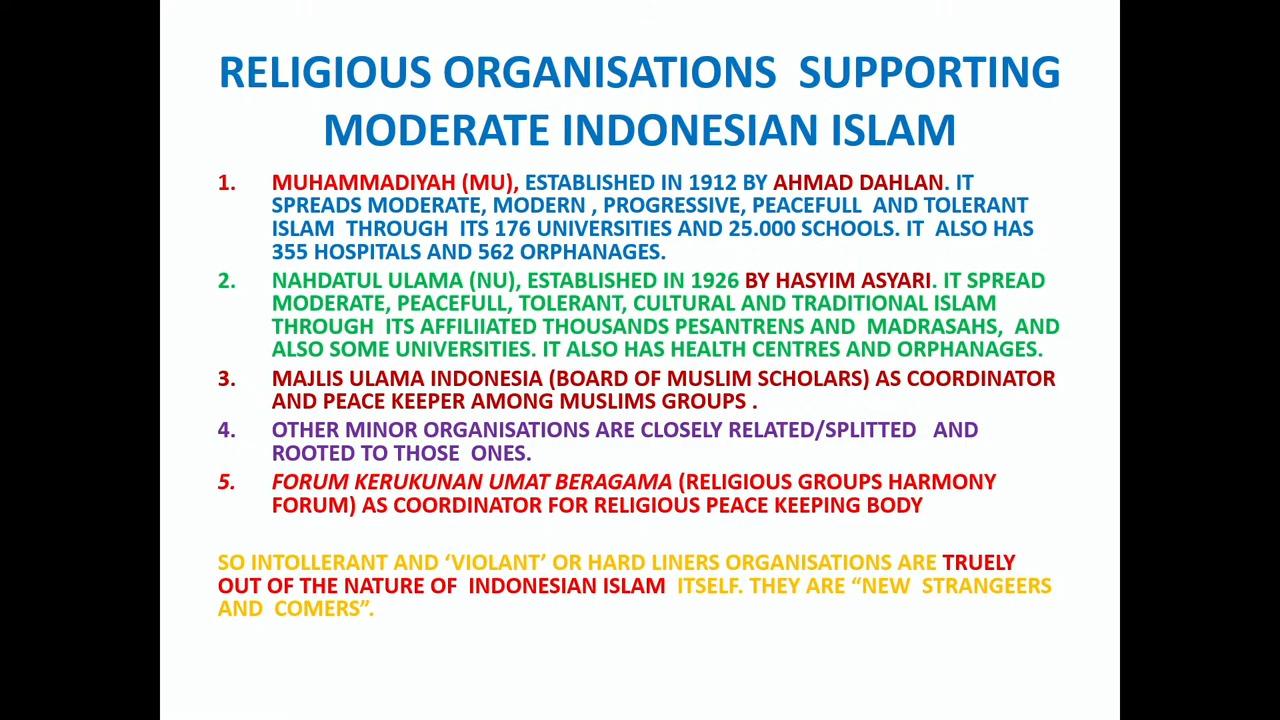 RELIGIOUS ORGANISATIONS SUPPORTING
MODERATE INDONESIAN ISLAM
1. MUHAMMADIYAH (MU), ESTABLISHED IN 1912 BY AHMAD DAHLAN. IT
SPREADS MODERATE, MODERN , PROGRESSIVE, PEACEFULL AND TOLERANT
ISLAM THROUGH ITS 176 UNIVERSITIES AND 25.000 SCHOOLS. IT ALSO HAS
355 HOSPITALS AND 562 ORPHANAGES.
2. NAHDATUL ULAMA (NU), ESTABLISHED IN 1926 BY HASYIM ASYARI. IT SPREAD
MODERATE, PEACEFULL, TOLERANT, CULTURAL AND TRADITIONAL ISLAM
THROUGH ITS AFFILIIATED THOUSANDS PESANTRENS AND MADRASAHS, AND
ALSO SOME UNIVERSITIES. IT ALSO HAS HEALTH CENTRES AND ORPHANAGES.
3. MAJLIS ULAMA INDONESIA (BOARD OF MUSLIM SCHOLARS) AS COORDINATOR
AND PEACE KEEPER AMONG MUSLIMS GROUPS .
4. OTHER MINOR ORGANISATIONS ARE CLOSELY RELATED/SPLITTED AND
ROOTED TO THOSE ONES.
5. FORUM KERUKUNAN UMAT BERAGAMA (RELIGIOUS GROUPS HARMONY
FORUM) AS COORDINATOR FOR RELIGIOUS PEACE KEEPING BODY
SO INTOLLERANT AND ‘VIOLANT’ OR HARD LINERS ORGANISATIONS ARE TRUELY
OUT OF THE NATURE OF INDONESIAN ISLAM ITSELF. THEY ARE “NEW STRANGEERS
AND COMERS”.